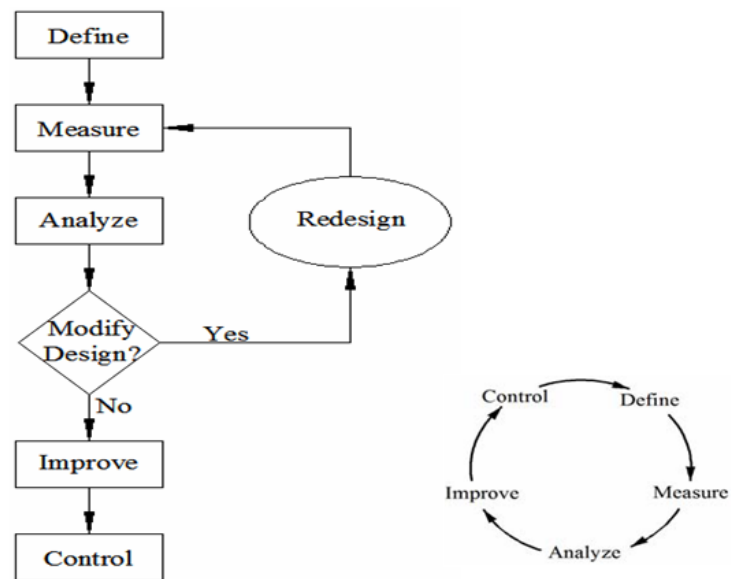 Define
Measure
Analyze
Redesign
Modify
Design?
Yes
No
Improve
Control
Control
Define
Improve
Measure
Analyze